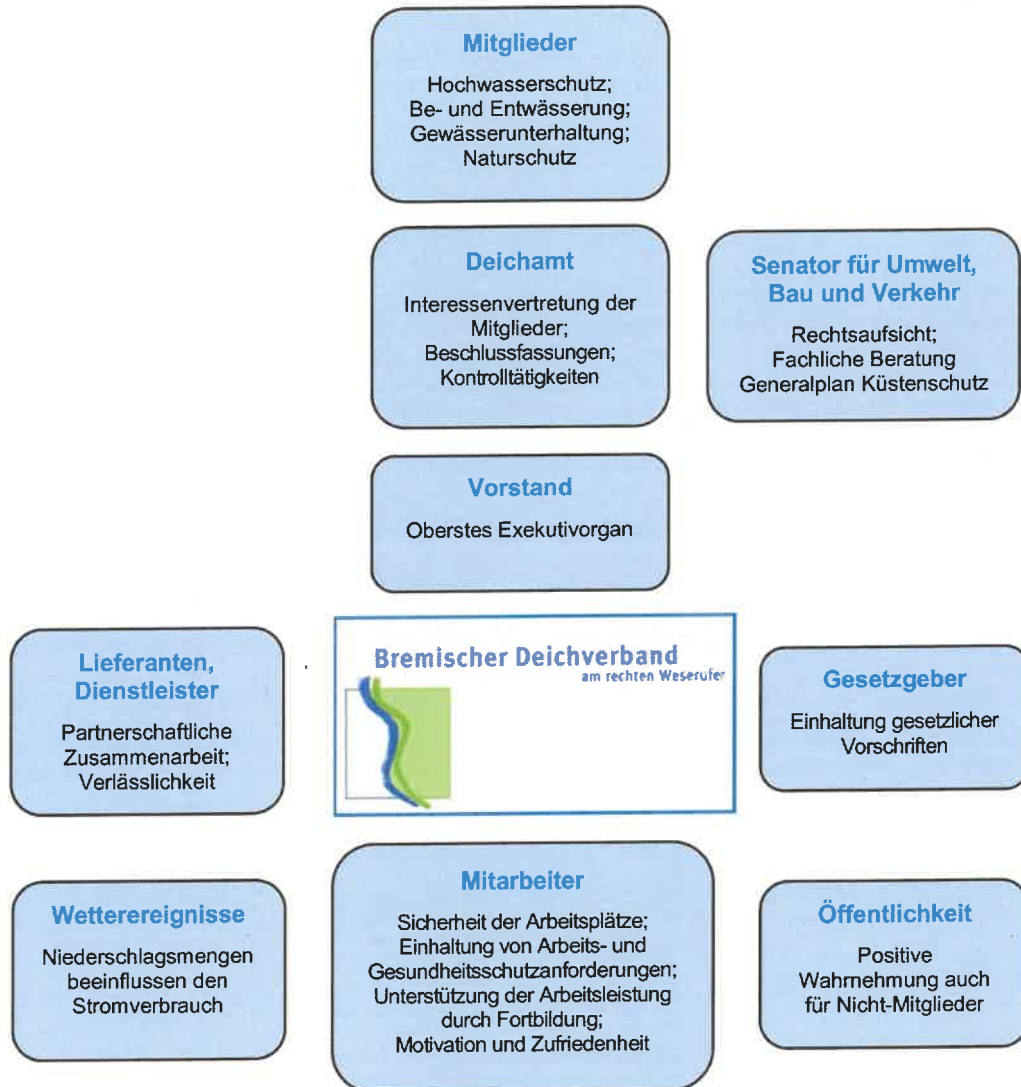 Mitglieder
Hochwasserschutz;
Be- und Entwässerung;
Gewässerunterhaltung;
Naturschutz
Deichamt
Interessenvertretung der
Mitglieder;
Beschlussfassungen;
Kontrolltätigkeiten
Senator für Umwelt,
Bau und Verkehr
Rechtsaufsicht;
Fachliche Beratung
Generalplan Küstenschutz
Vorstand
Oberstes Exekutivorgan
Lieferanten,
Dienstleister
Partnerschaftliche
Zusammenarbeit;
Verlässlichkeit
Bremischer Deichverband
am rechten Weserufer
Gesetzgeber
Einhaltung gesetzlicher
Vorschriften
Wetterereignisse
Niederschlagsmengen
beeinflussen den
Stromverbrauch
Mitarbeiter
Sicherheit der Arbeitsplätze;
Einhaltung von Arbeits- und
Gesundheitsschutzanforderungen;
Unterstützung der Arbeitsleistung
durch Fortbildung;
Motivation und Zufriedenheit
Öffentlichkeit
Positive
Wahrnehmung auch
für Nicht-Mitglieder